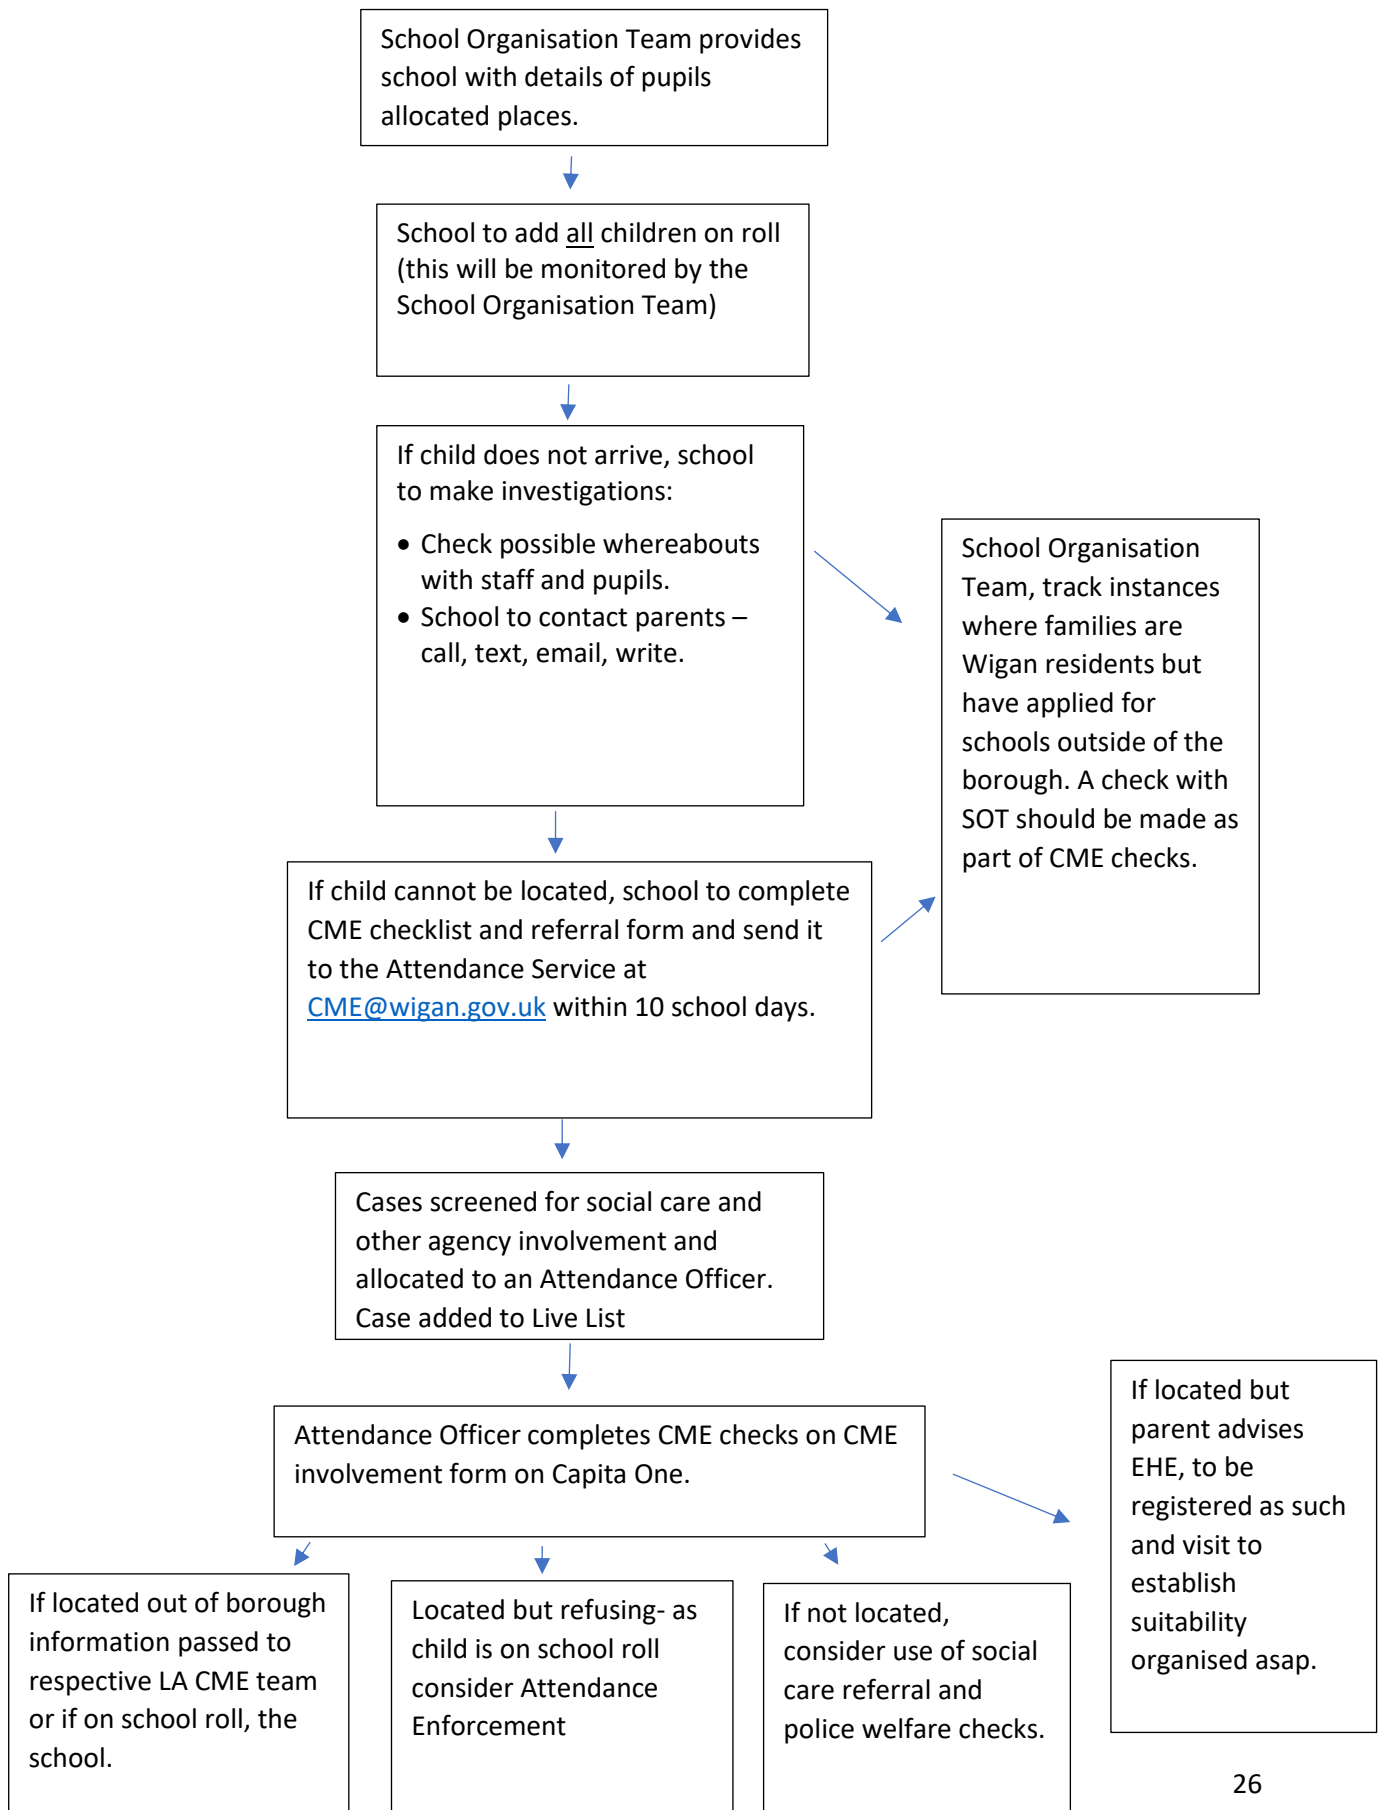 School Organisation Team provides
school with details of pupils
allocated places.
School to add all children on roll
(this will be monitored by the
School Organisation Team)
If child does not arrive, school
to make investigations:
• Check possible whereabouts
with staff and pupils.
• School to contact parents –
call, text, email, write.
School Organisation
Team, track instances
where families are
Wigan residents but
have applied for
schools outside of the
borough. A check with
SOT should be made as
part of CME checks.
If child cannot be located, school to complete
CME checklist and referral form and send it
to the Attendance Service at
CME@wigan.gov.uk within 10 school days.
Cases screened for social care and
other agency involvement and
allocated to an Attendance Officer.
Case added to Live List
Attendance Officer completes CME checks on CME
involvement form on Capita One.
If located but
parent advises
EHE, to be
registered as such
and visit to
establish
suitability
organised asap.
If located out of borough
information passed to
respective LA CME team
or if on school roll, the
school.
Located but refusing- as
child is on school roll
consider Attendance
Enforcement
If not located,
consider use of social
care referral and
police welfare checks.
26